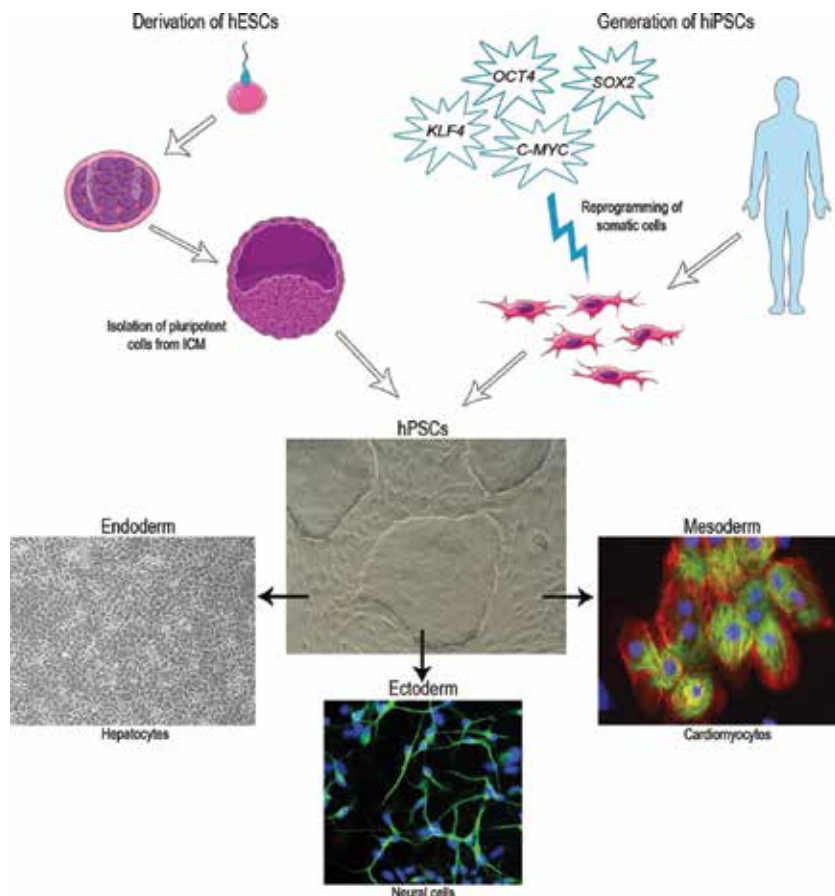 Derivation of hESCs
Generation of hiPSCs
OCT4
SOX2
KLF4
C-MYC
Reprogramming of
somatic cells
Isolation of pluripotent
cells from ICM
hPSCs
Endoderm
Mesoderm
Hepatocytes
Cardiomyocytes
Ectoderm
Neural cells